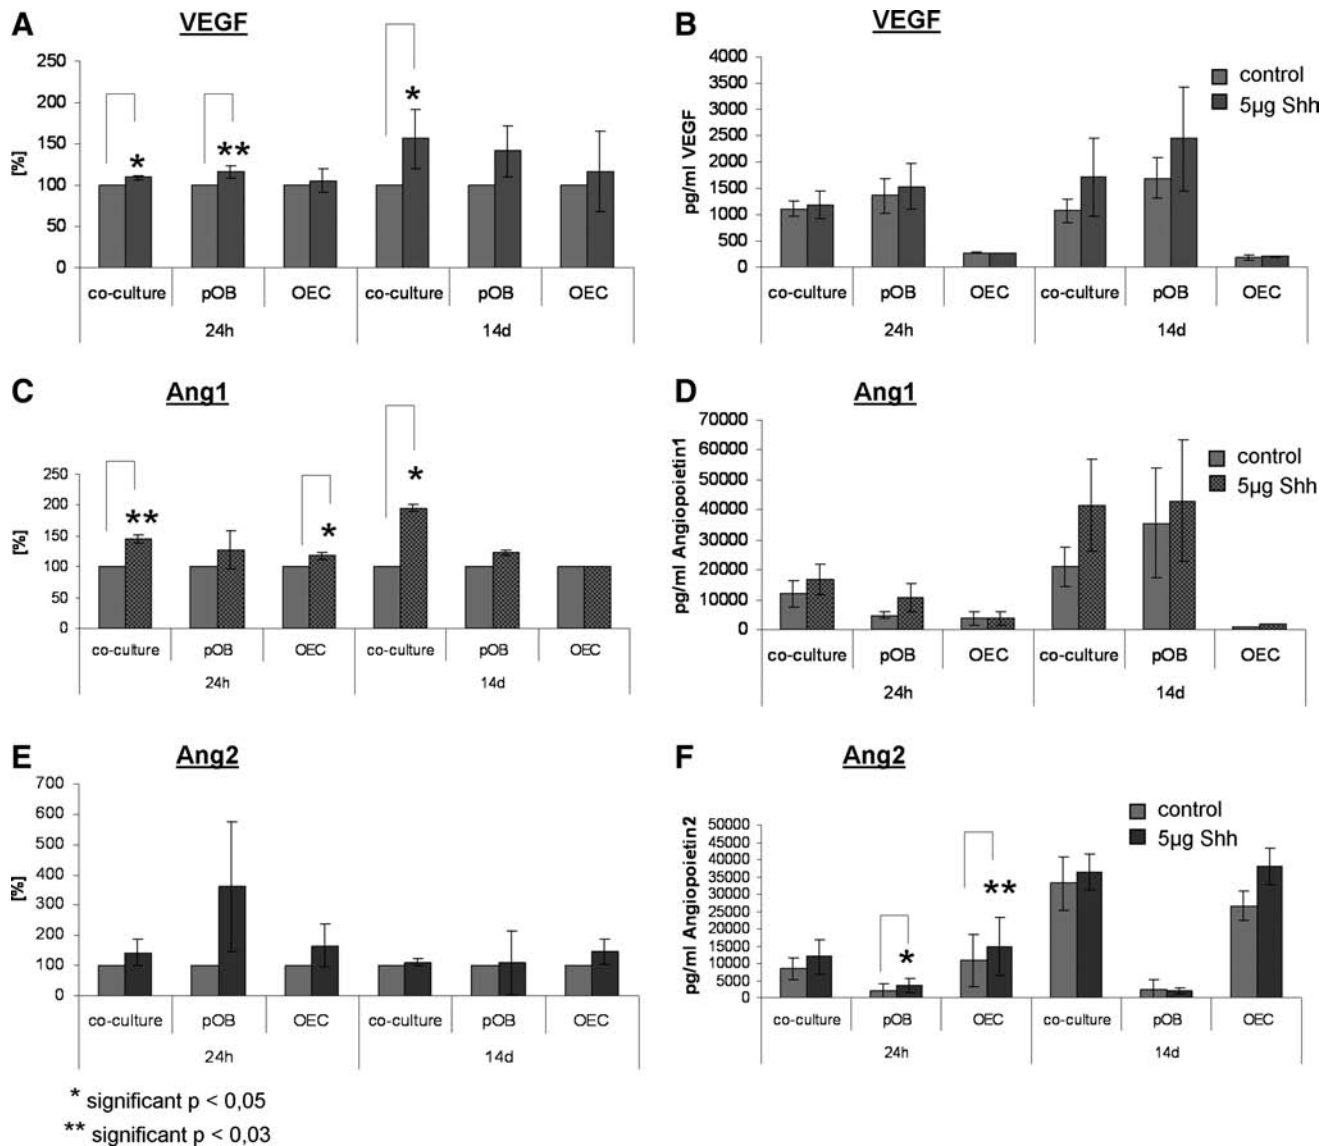 A VEGF
250
200
150
100
50
0
[%]
* ** *
co-culture pOB OEC co-culture pOB OEC
24h 14d
B VEGF
4000
3500
3000
2500
2000
1500
1000
500
0
pg/ml VEGF
control
5µg Shh
co-culture pOB OEC co-culture pOB OEC
24h 14d
C Ang1
250
200
150
100
50
0
[%]
** * *
co-culture pOB OEC co-culture pOB OEC
24h 14d
D Ang1
70000
60000
50000
40000
30000
20000
10000
0
pg/ml Angiopoietin1
control
5µg Shh
co-culture pOB OEC co-culture pOB OEC
24h 14d
E Ang2
700
600
500
400
300
200
100
0
[%]
co-culture pOB OEC co-culture pOB OEC
24h 14d
F Ang2
50000
45000
40000
35000
30000
25000
20000
15000
10000
5000
0
pg/ml Angiopoietin2
control
5µg Shh
* **
co-culture pOB OEC co-culture pOB OEC
24h 14d
* significant p < 0,05
** significant p < 0,03